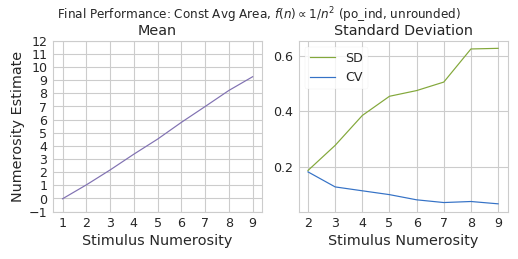 Final Performance: Const Avg Area, f(n) ∝ 1/n² (po_ind, unrounded)
Mean
Standard Deviation
12
11
10
9
8
7
6
5
4
3
2
1
0
−1
Numerosity Estimate
1 2 3 4 5 6 7 8 9
Stimulus Numerosity
0.6
0.4
0.2
SD
CV
2 3 4 5 6 7 8 9
Stimulus Numerosity